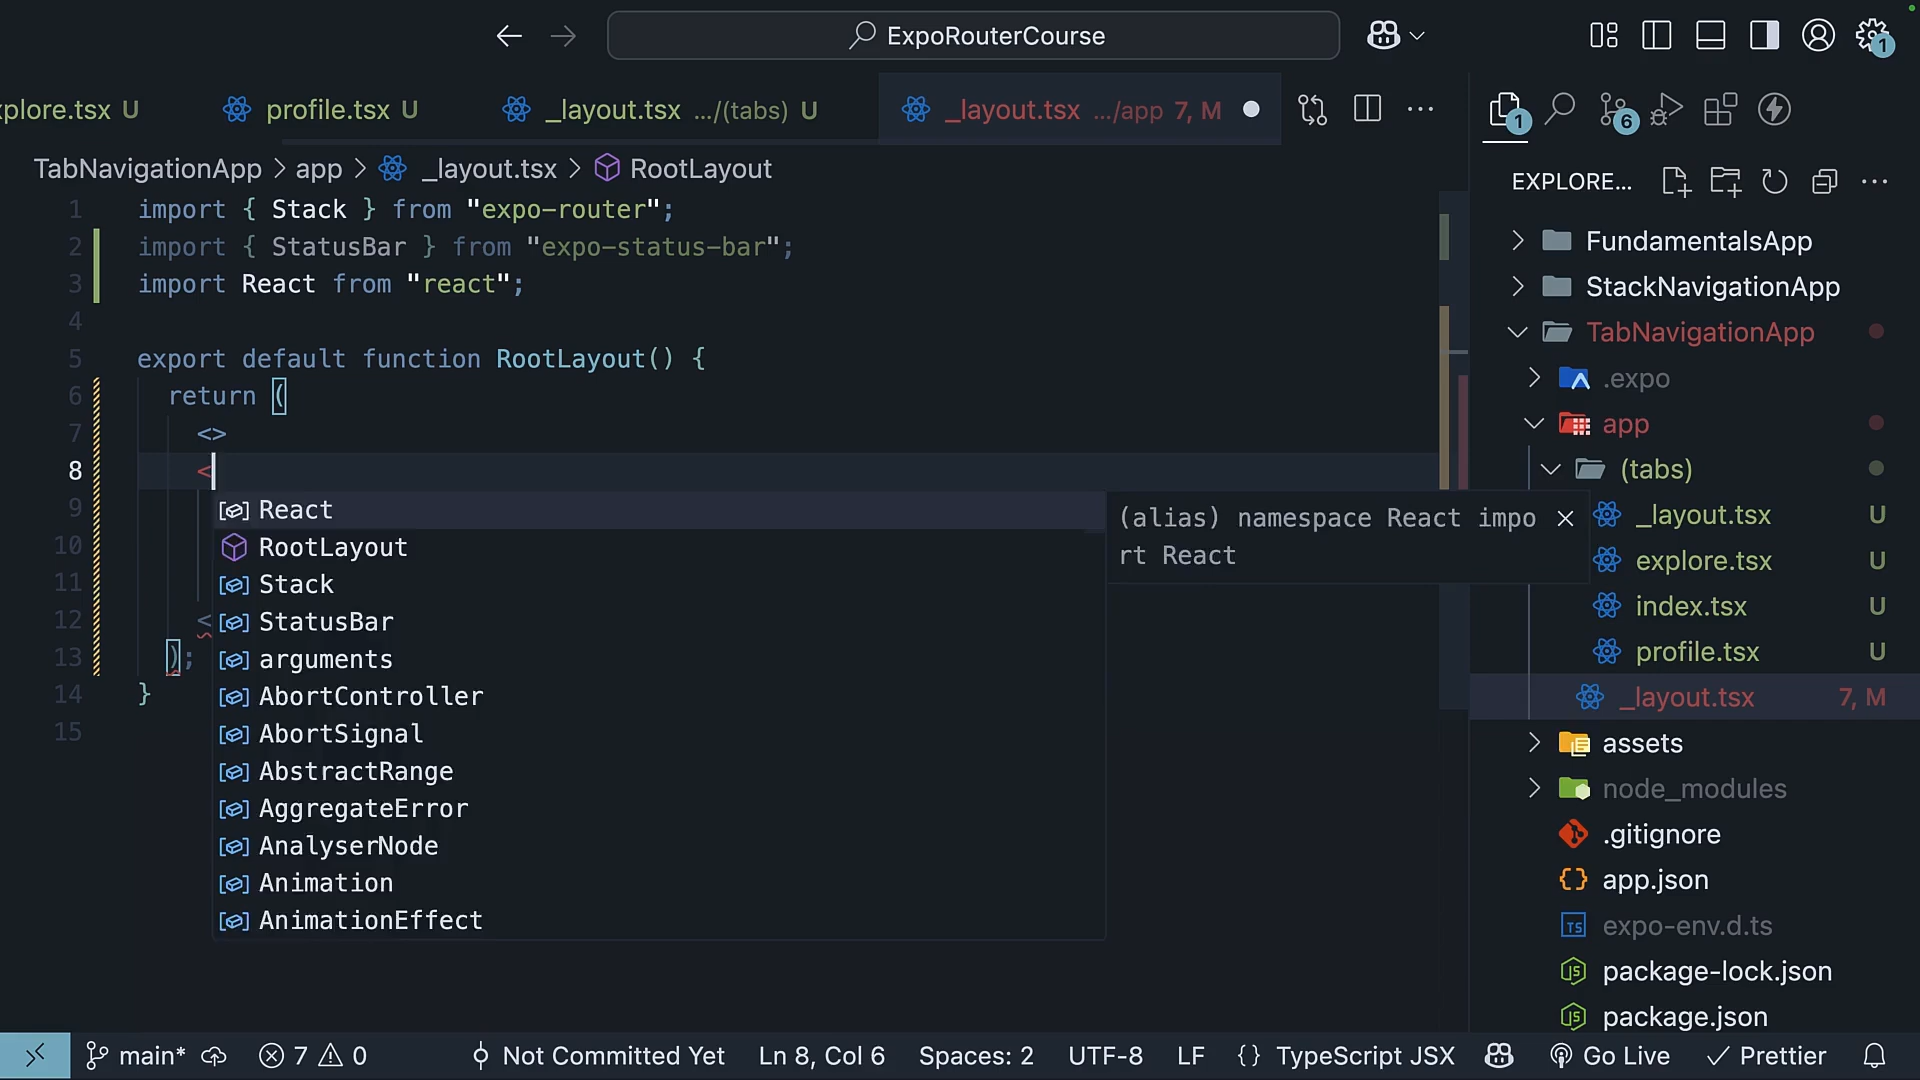 ExpoRouterCourse
1
xplore.tsx U
profile.tsx U
_layout.tsx .../(tabs) U
_layout.tsx .../app 7, M
1
6
TabNavigationApp > app > _layout.tsx > RootLayout
1 import { Stack } from "expo-router";
2 import { StatusBar } from "expo-status-bar";
3 import React from "react";
4
5 export default function RootLayout() {
6 return (
7 <>
8 <
9
10
11
12 <
13 );
14 }
15
React
RootLayout
Stack
StatusBar
arguments
AbortController
AbortSignal
AbstractRange
AggregateError
AnalyserNode
Animation
AnimationEffect
(alias) namespace React impo
rt React
EXPLORE...
FundamentalsApp
StackNavigationApp
TabNavigationApp
.expo
app
(tabs)
_layout.tsx U
explore.tsx U
index.tsx U
profile.tsx U
_layout.tsx 7, M
assets
node_modules
.gitignore
app.json
expo-env.d.ts
package-lock.json
package.json
main* 7 0 Not Committed Yet Ln 8, Col 6 Spaces: 2 UTF-8 LF {} TypeScript JSX Go Live Prettier